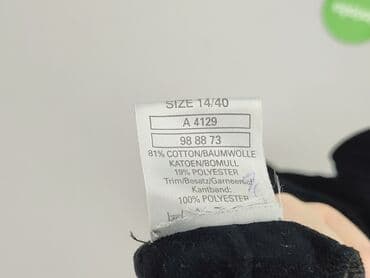 SIZE 14/40
A 4129
98 88 73
81% COTTON/BAUMWOLLE
KATOEN/BOMULL
19% POLYESTER
Trim/Besatz/Garneersel
Kantband:
100% POLYESTER